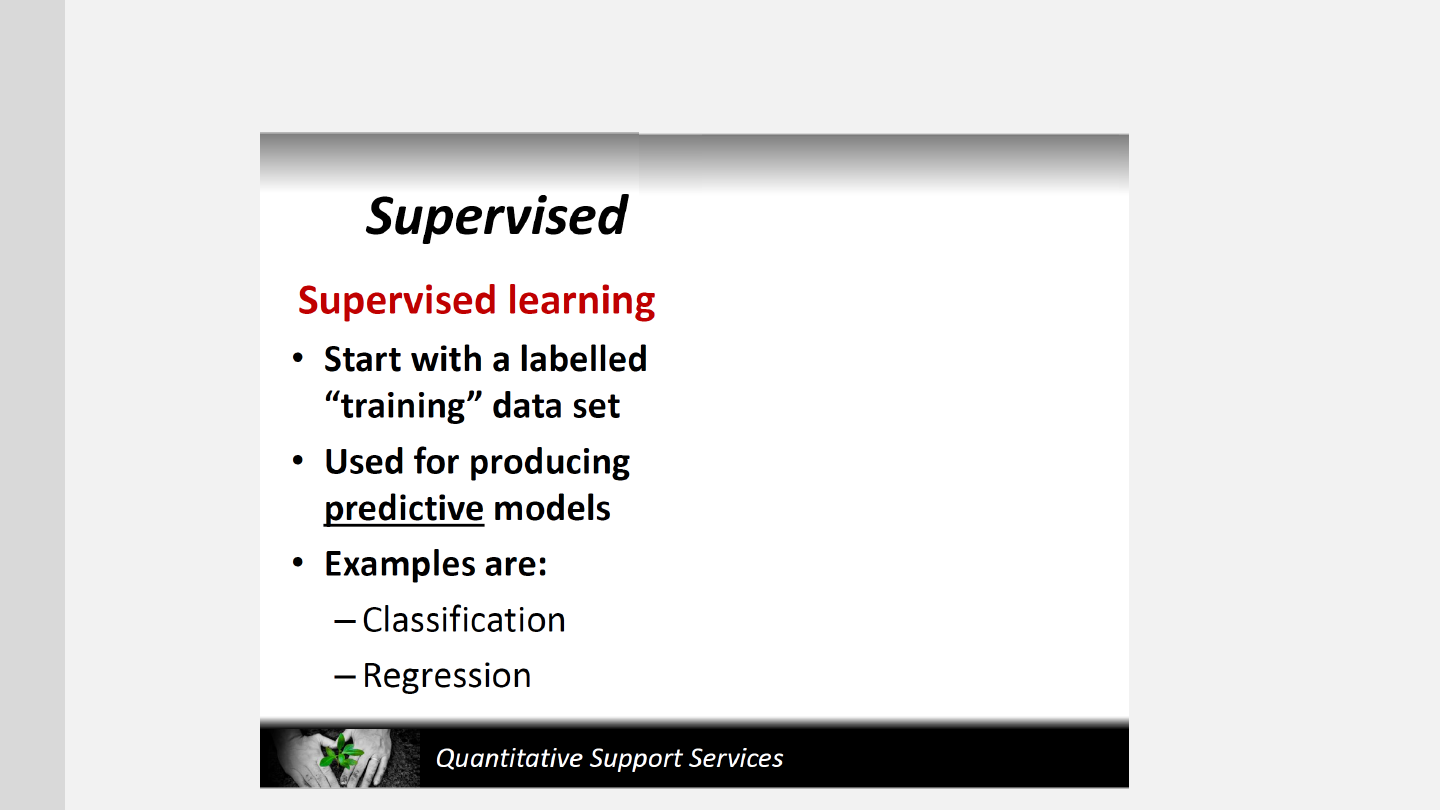 Supervised
Supervised learning
• Start with a labelled
“training” data set
• Used for producing
predictive models
• Examples are:
– Classification
– Regression
Quantitative Support Services